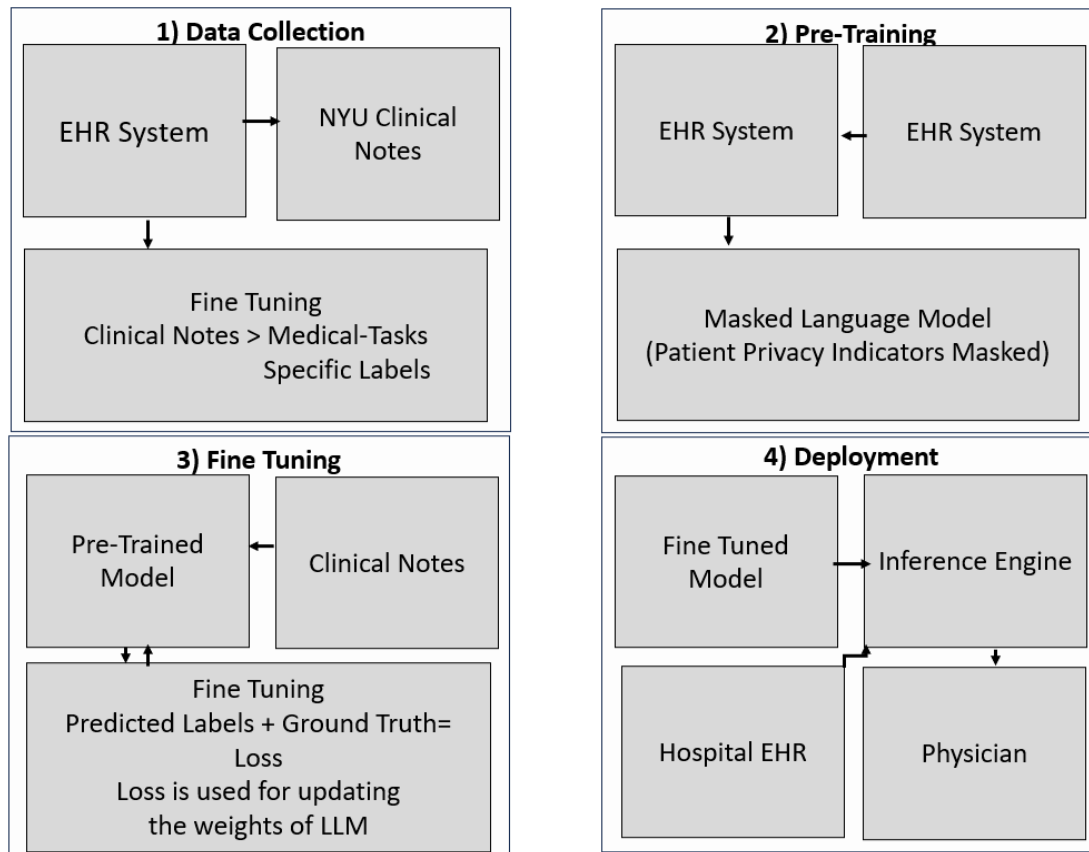 1) Data Collection
EHR System
NYU Clinical
Notes
Fine Tuning
Clinical Notes > Medical-Tasks
Specific Labels
2) Pre-Training
EHR System
EHR System
Masked Language Model
(Patient Privacy Indicators Masked)
3) Fine Tuning
Pre-Trained
Model
Clinical Notes
Fine Tuning
Predicted Labels + Ground Truth=
Loss
Loss is used for updating
the weights of LLM
4) Deployment
Fine Tuned
Model
Inference Engine
Hospital EHR
Physician